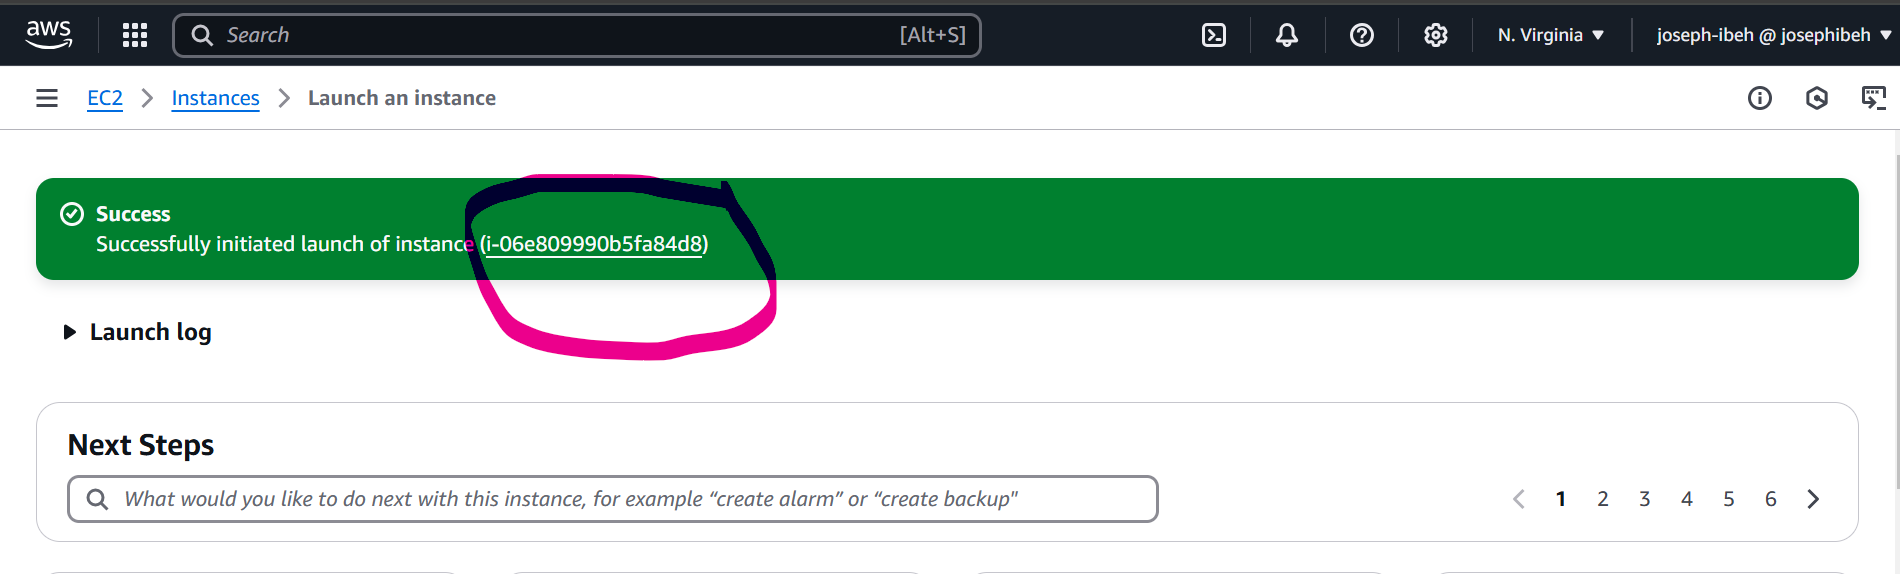 aws
Search [Alt+S] N. Virginia joseph-ibeh @ josephibeh
EC2 Instances Launch an instance
Success
Successfully initiated launch of instance (i-06e809990b5fa84d8)
Launch log
Next Steps
What would you like to do next with this instance, for example “create alarm” or “create backup" 1 2 3 4 5 6